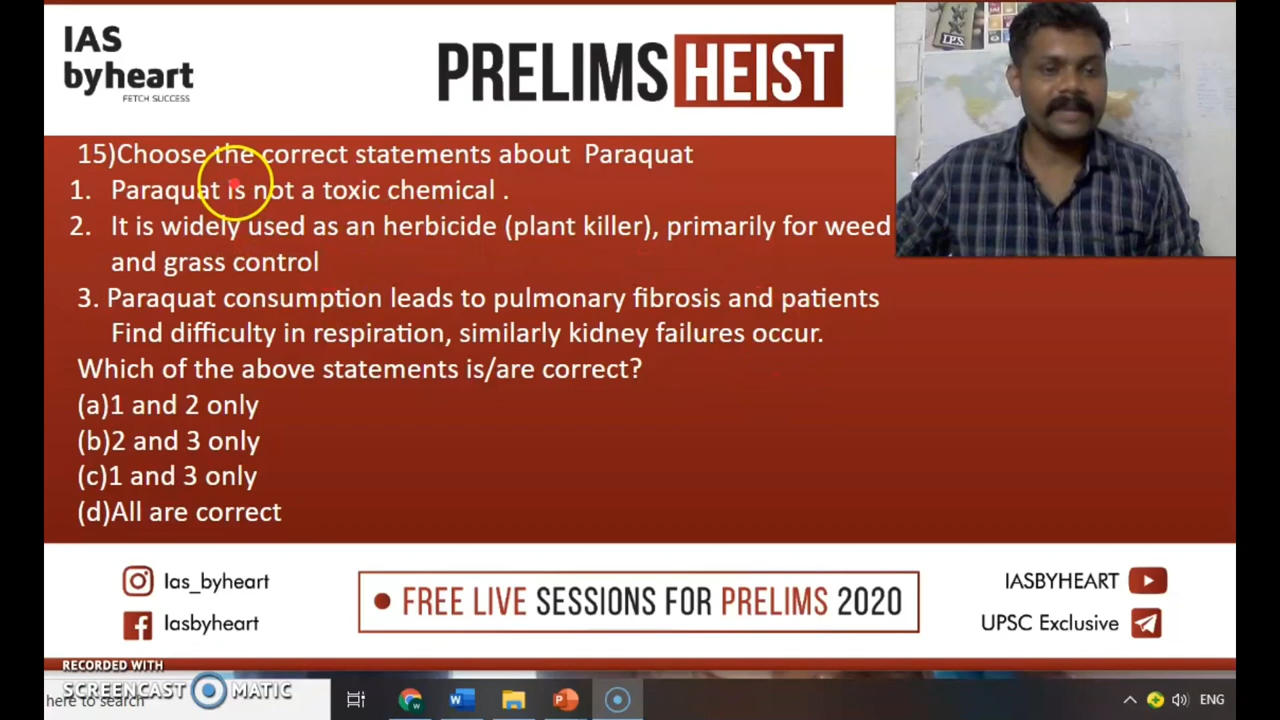 IAS
byheart
FETCH SUCCESS
PRELIMS HEIST
I.P.S
15)Choose the correct statements about Paraquat
1. Paraquat is not a toxic chemical .
2. It is widely used as an herbicide (plant killer), primarily for weed
and grass control
3. Paraquat consumption leads to pulmonary fibrosis and patients
Find difficulty in respiration, similarly kidney failures occur.
Which of the above statements is/are correct?
(a)1 and 2 only
(b)2 and 3 only
(c)1 and 3 only
(d)All are correct
Ias_byheart
Iasbyheart
FREE LIVE SESSIONS FOR PRELIMS 2020
IASBYHEART
UPSC Exclusive
RECORDED WITH
SCREENCAST MATIC
here to search
ENG